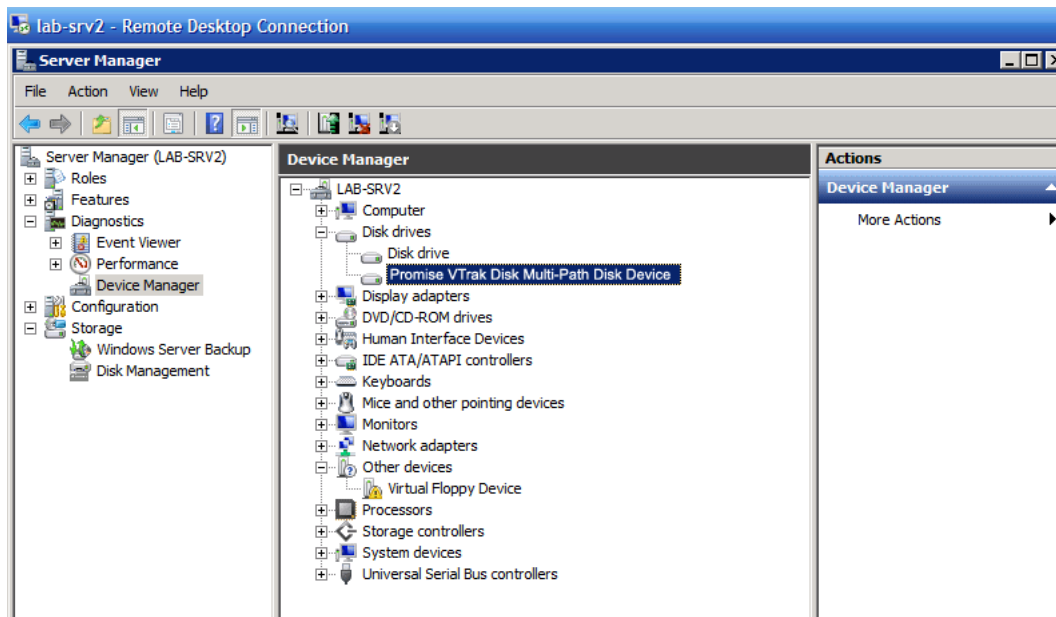 lab-srv2 - Remote Desktop Connection
Server Manager
File Action View Help
Server Manager (LAB-SRV2)
Roles
Features
Diagnostics
Event Viewer
Performance
Device Manager
Configuration
Storage
Windows Server Backup
Disk Management
Device Manager
LAB-SRV2
Computer
Disk drives
Disk drive
Promise VTrak Disk Multi-Path Disk Device
Display adapters
DVD/CD-ROM drives
Human Interface Devices
IDE ATA/ATAPI controllers
Keyboards
Mice and other pointing devices
Monitors
Network adapters
Other devices
Virtual Floppy Device
Processors
Storage controllers
System devices
Universal Serial Bus controllers
Actions
Device Manager
More Actions